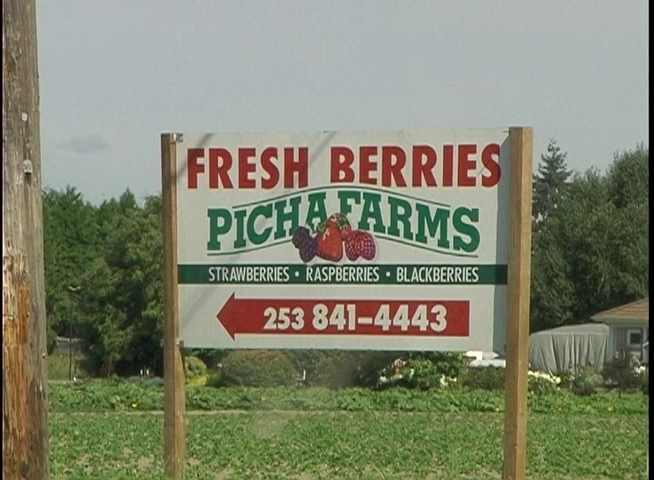 FRESH BERRIES
PICHA FARMS
STRAWBERRIES • RASPBERRIES • BLACKBERRIES
253 841-4443